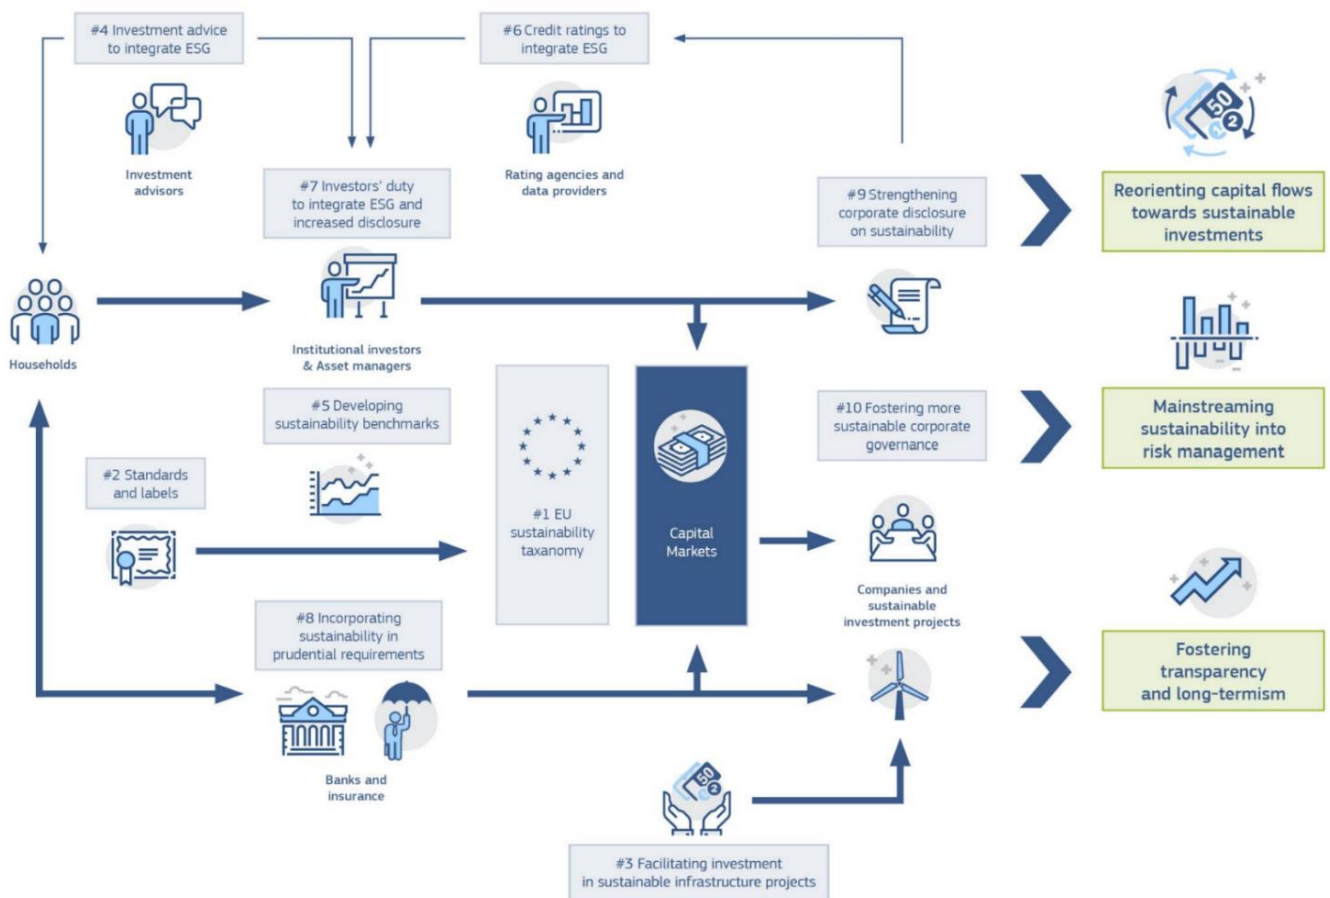 #4 Investment advice
to integrate ESG
#6 Credit ratings to
integrate ESG
50
2
Investment
advisors
Rating agencies and
data providers
#7 Investors' duty
to integrate ESG and
increased disclosure
#9 Strengthening
corporate disclosure
on sustainability
Reorienting capital flows
towards sustainable
investments
Households
Institutional investors
& Asset managers
#5 Developing
sustainability benchmarks
#10 Fostering more
sustainable corporate
governance
Mainstreaming
sustainability into
risk management
#2 Standards
and labels
#1 EU
sustainability
taxanomy
Capital
Markets
Companies and
sustainable
investment projects
#8 Incorporating
sustainability in
prudential requirements
Fostering
transparency
and long-termism
Banks and
insurance
50
2
#3 Facilitating investment
in sustainable infrastructure projects